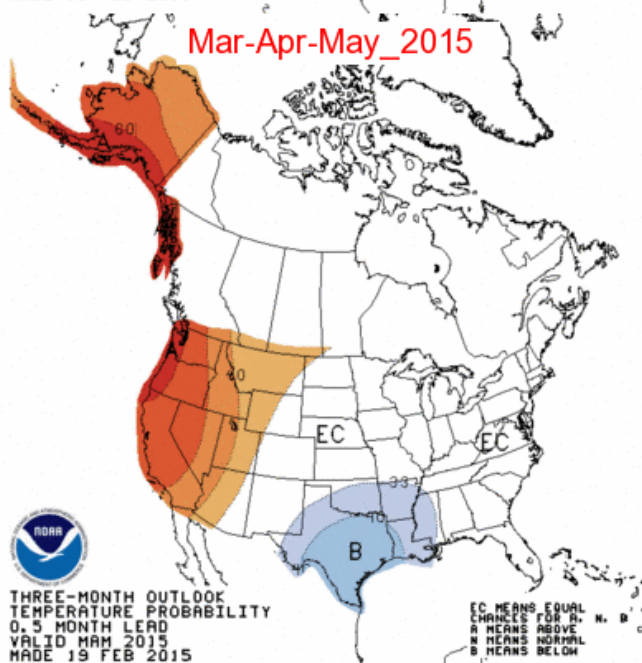 Mar-Apr-May_2015
60
A
A
40
EC
EC
33
40
B
NOAA
THREE-MONTH OUTLOOK
TEMPERATURE PROBABILITY
0.5 MONTH LEAD
VALID MAM 2015
MADE 19 FEB 2015
EC MEANS EQUAL
CHANCES FOR A, N, B
A MEANS ABOVE
N MEANS NORMAL
B MEANS BELOW